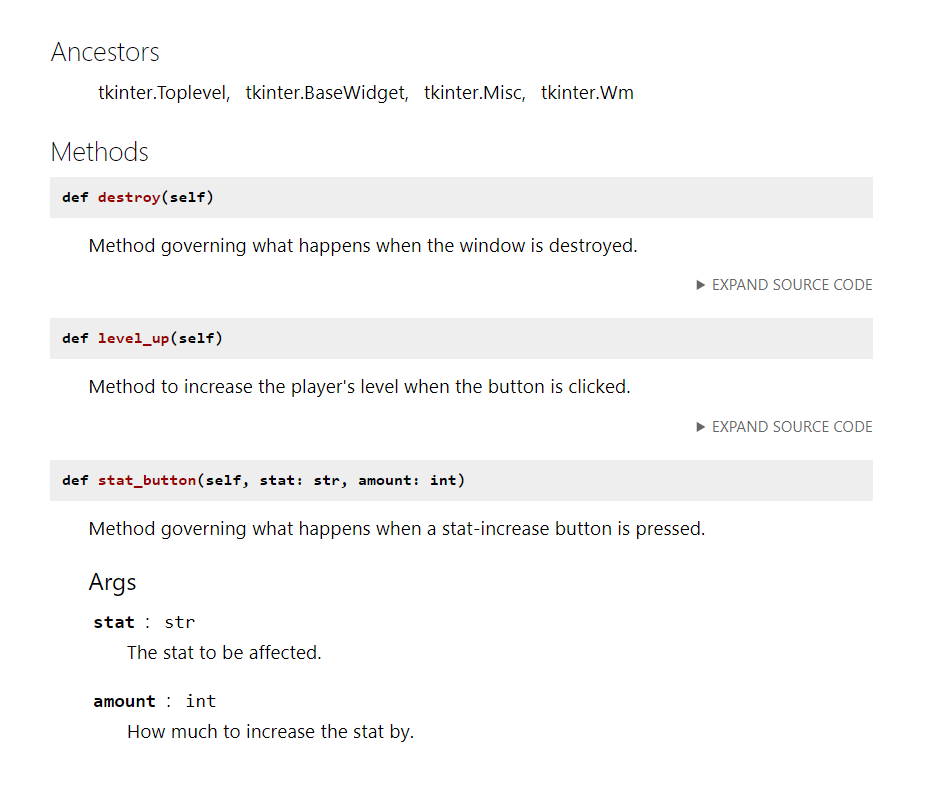 Ancestors
tkinter.Toplevel, tkinter.BaseWidget, tkinter.Misc, tkinter.Wm
Methods
def destroy(self)
Method governing what happens when the window is destroyed.
▶ EXPAND SOURCE CODE
def level_up(self)
Method to increase the player's level when the button is clicked.
▶ EXPAND SOURCE CODE
def stat_button(self, stat: str, amount: int)
Method governing what happens when a stat-increase button is pressed.
Args
stat : str
The stat to be affected.
amount : int
How much to increase the stat by.